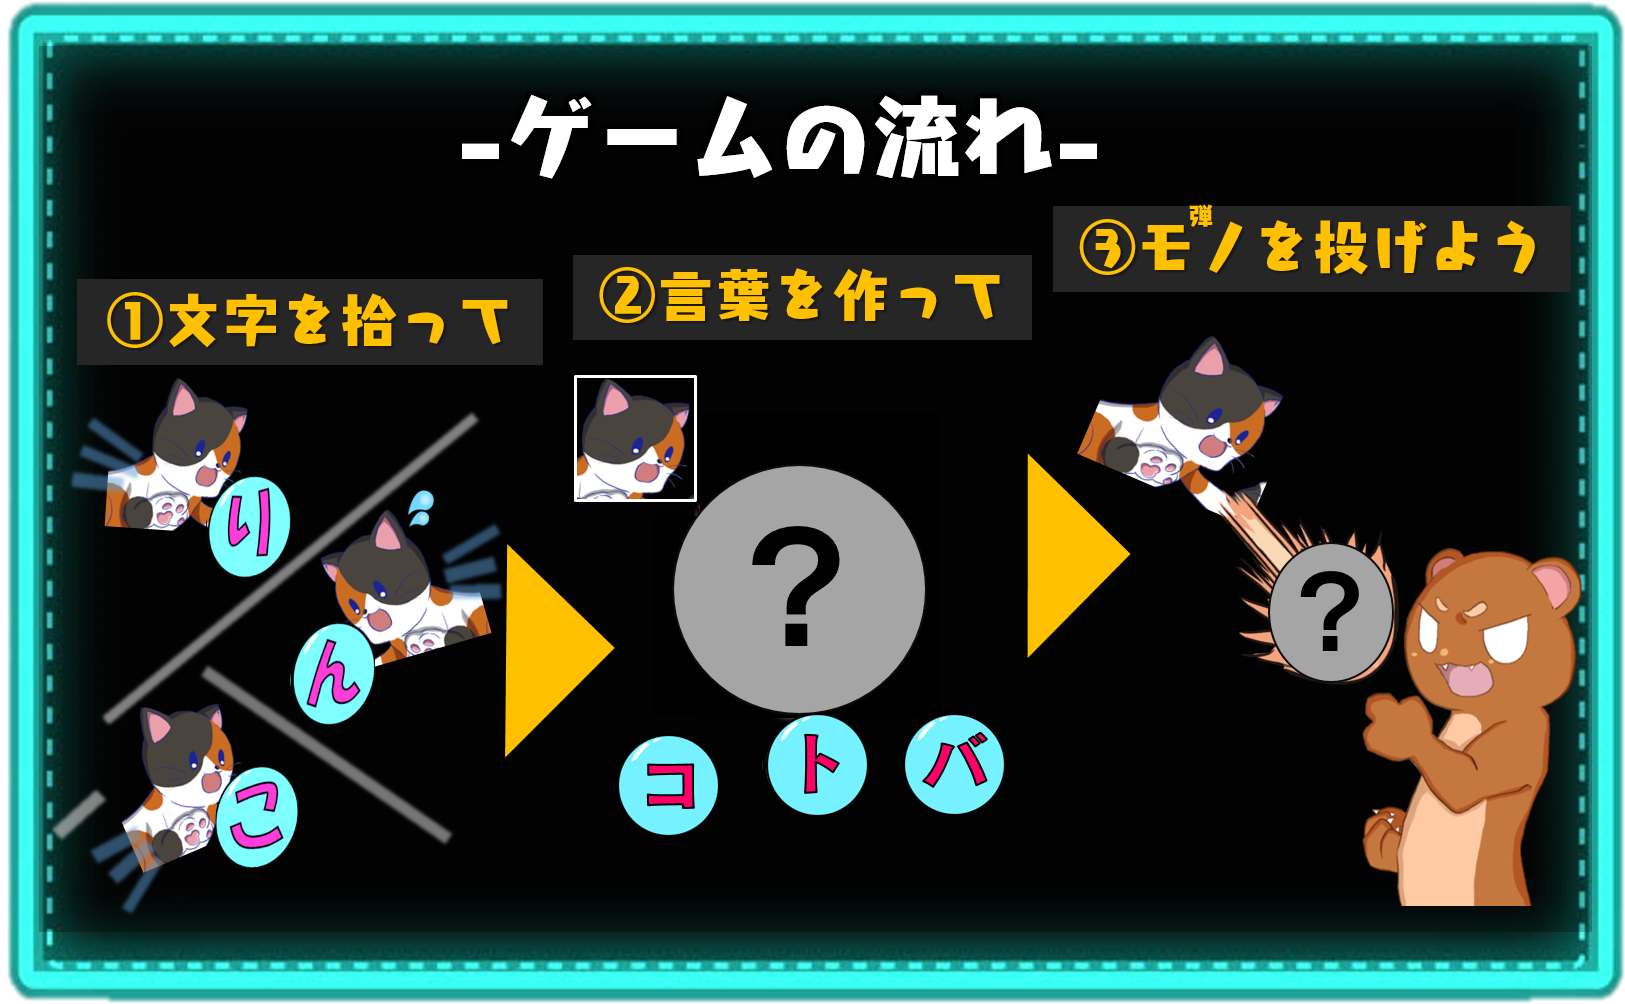 -ゲームの流れ-
①文字を拾って
り
ん
こ
②言葉を作って
?
コ
ト
バ
弾
③モノを投げよう
?